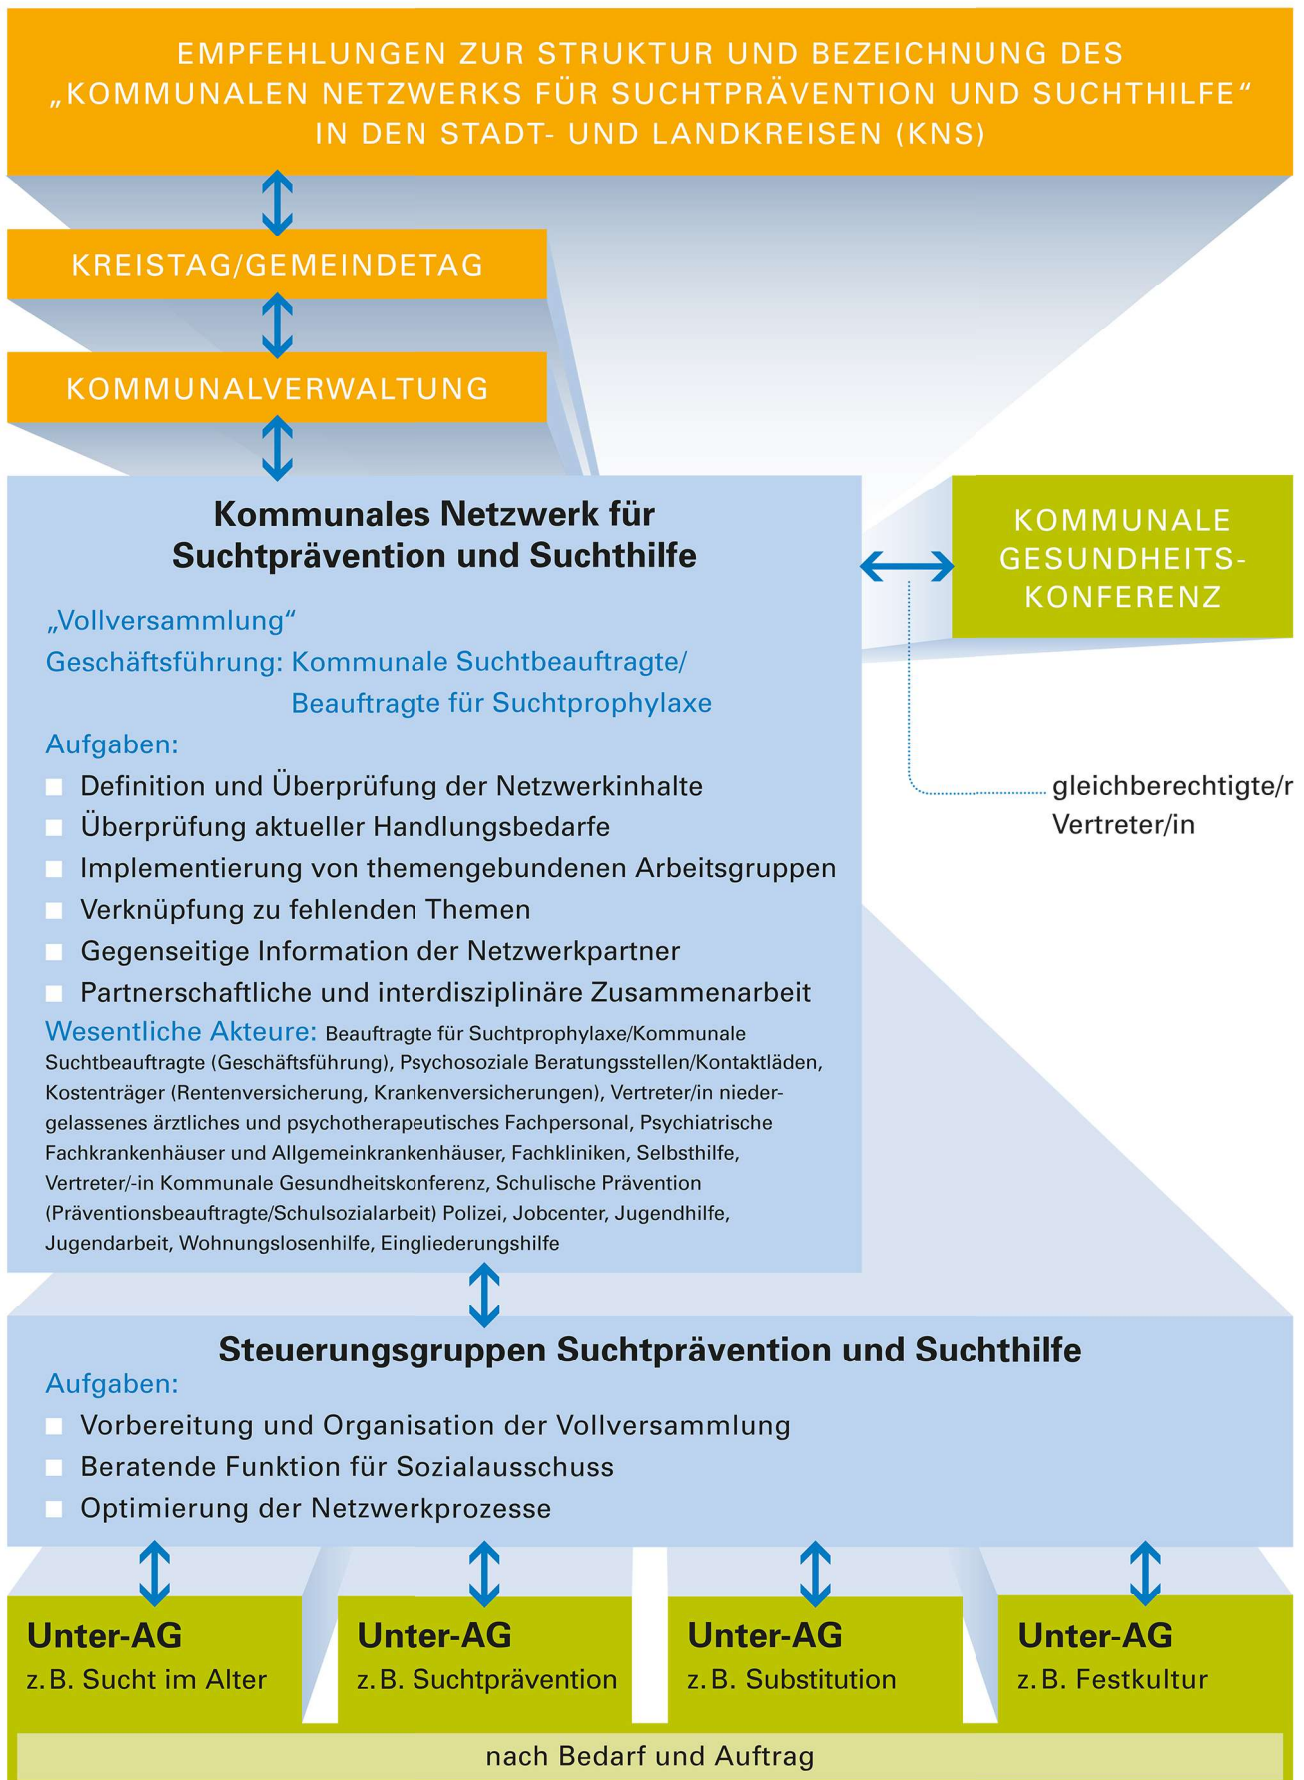 EMPFEHLUNGEN ZUR STRUKTUR UND BEZEICHNUNG DES
„KOMMUNALEN NETZWERKS FÜR SUCHTPRÄVENTION UND SUCHTHILFE“
IN DEN STADT- UND LANDKREISEN (KNS)
KREISTAG/GEMEINDETAG
KOMMUNALVERWALTUNG
Kommunales Netzwerk für
Suchtprävention und Suchthilfe
„Vollversammlung“
Geschäftsführung: Kommunale Suchtbeauftragte/
Beauftragte für Suchtprophylaxe
Aufgaben:
Definition und Überprüfung der Netzwerkinhalte
Überprüfung aktueller Handlungsbedarfe
Implementierung von themengebundenen Arbeitsgruppen
Verknüpfung zu fehlenden Themen
Gegenseitige Information der Netzwerkpartner
Partnerschaftliche und interdisziplinäre Zusammenarbeit
Wesentliche Akteure: Beauftragte für Suchtprophylaxe/Kommunale
Suchtbeauftragte (Geschäftsführung), Psychosoziale Beratungsstellen/Kontaktläden,
Kostenträger (Rentenversicherung, Krankenversicherungen), Vertreter/in nieder-
gelassenes ärztliches und psychotherapeutisches Fachpersonal, Psychiatrische
Fachkrankenhäuser und Allgemeinkrankenhäuser, Fachkliniken, Selbsthilfe,
Vertreter/-in Kommunale Gesundheitskonferenz, Schulische Prävention
(Präventionsbeauftragte/Schulsozialarbeit) Polizei, Jobcenter, Jugendhilfe,
Jugendarbeit, Wohnungslosenhilfe, Eingliederungshilfe
KOMMUNALE
GESUNDHEITS-
KONFERENZ
gleichberechtigte/r
Vertreter/in
Steuerungsgruppen Suchtprävention und Suchthilfe
Aufgaben:
Vorbereitung und Organisation der Vollversammlung
Beratende Funktion für Sozialausschuss
Optimierung der Netzwerkprozesse
Unter-AG
z. B. Sucht im Alter
Unter-AG
z. B. Suchtprävention
Unter-AG
z. B. Substitution
Unter-AG
z. B. Festkultur
nach Bedarf und Auftrag